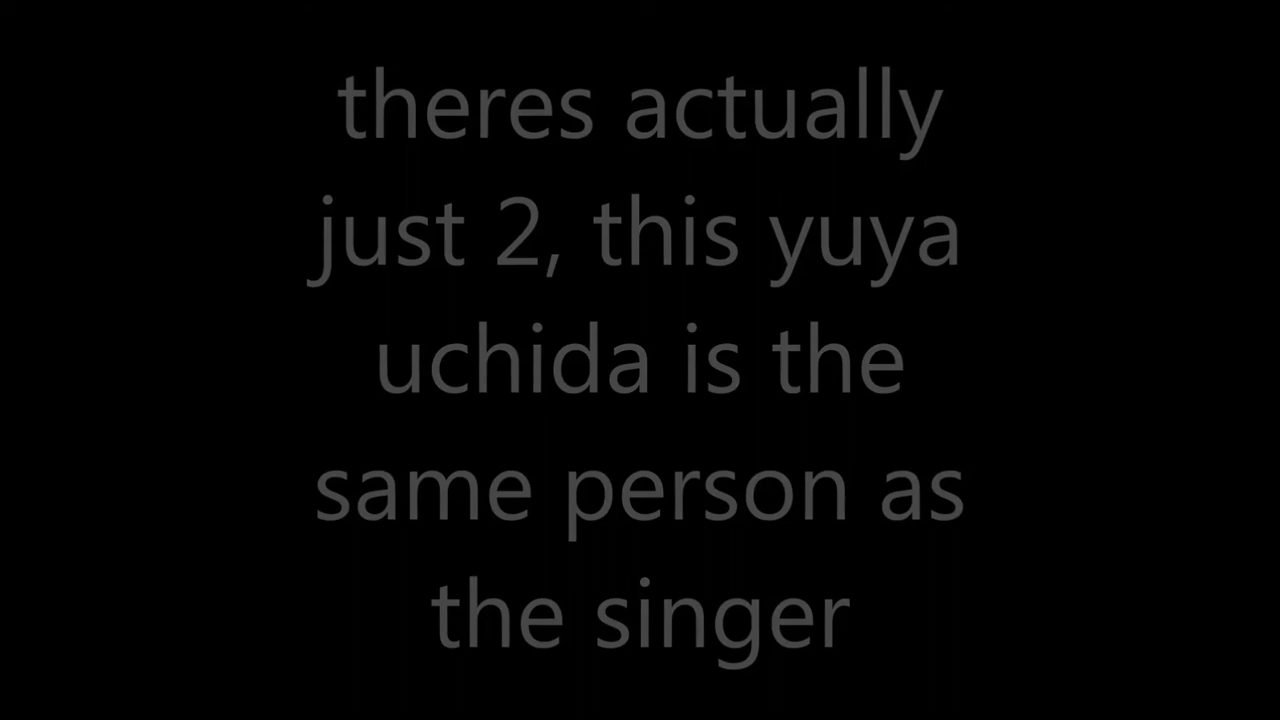 theres actually
just 2, this yuya
uchida is the
same person as
the singer